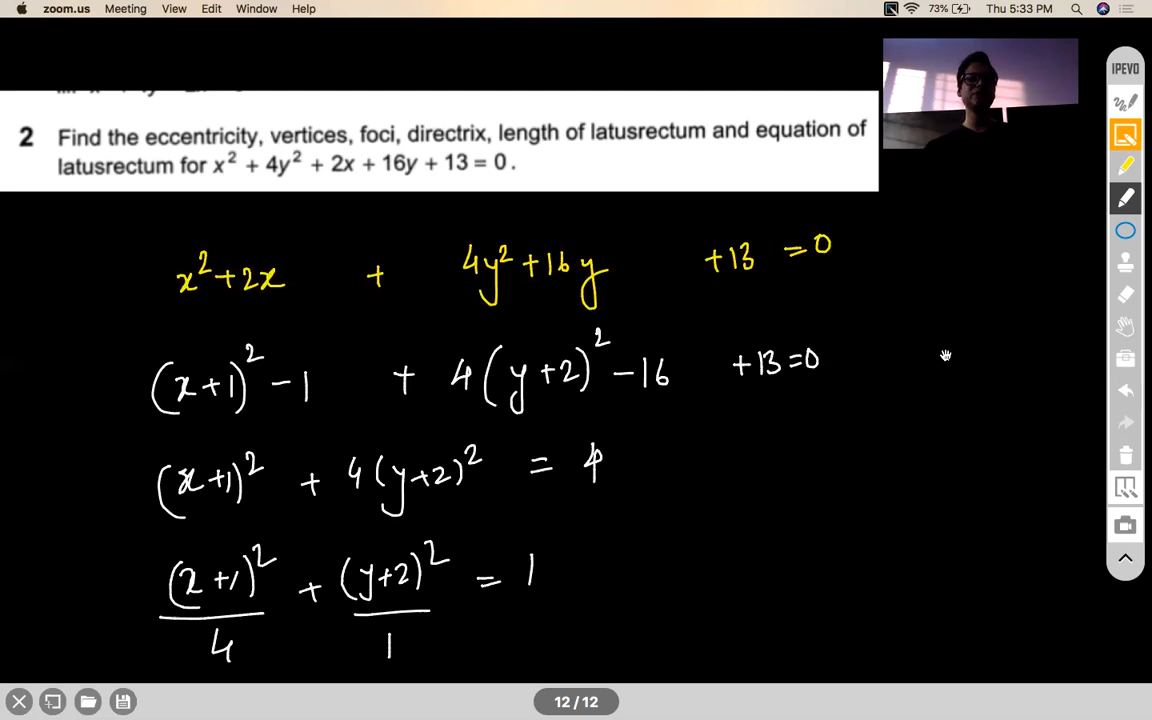 zoom.us Meeting View Edit Window Help 73% Thu 5:33 PM
IPEVO
2 Find the eccentricity, vertices, foci, directrix, length of latusrectum and equation of
latusrectum for x² + 4y² + 2x + 16y + 13 = 0.
x² + 2x + 4y² + 16y + 13 = 0
(x+1)² - 1 + 4(y+2)² - 16 + 13 = 0
(x+1)² + 4(y+2)² = 4
(x+1)²/4 + (y+2)²/1 = 1
12 / 12